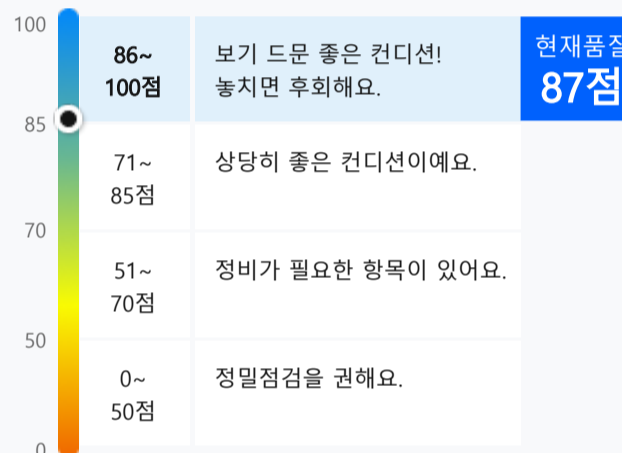 100
86~
100점
보기 드문 좋은 컨디션!
놓치면 후회해요.
현재품질
87점
85
71~
85점
상당히 좋은 컨디션이예요.
70
51~
70점
정비가 필요한 항목이 있어요.
50
0~
50점
정밀점검을 권해요.
0